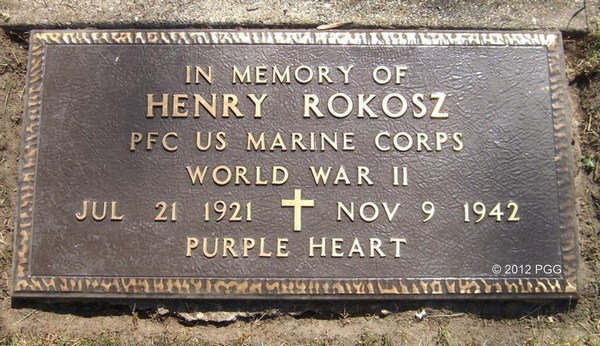 IN MEMORY OF
HENRY ROKOSZ
PFC US MARINE CORPS
WORLD WAR II
JUL 21 1921 NOV 9 1942
PURPLE HEART
© 2012 PGG